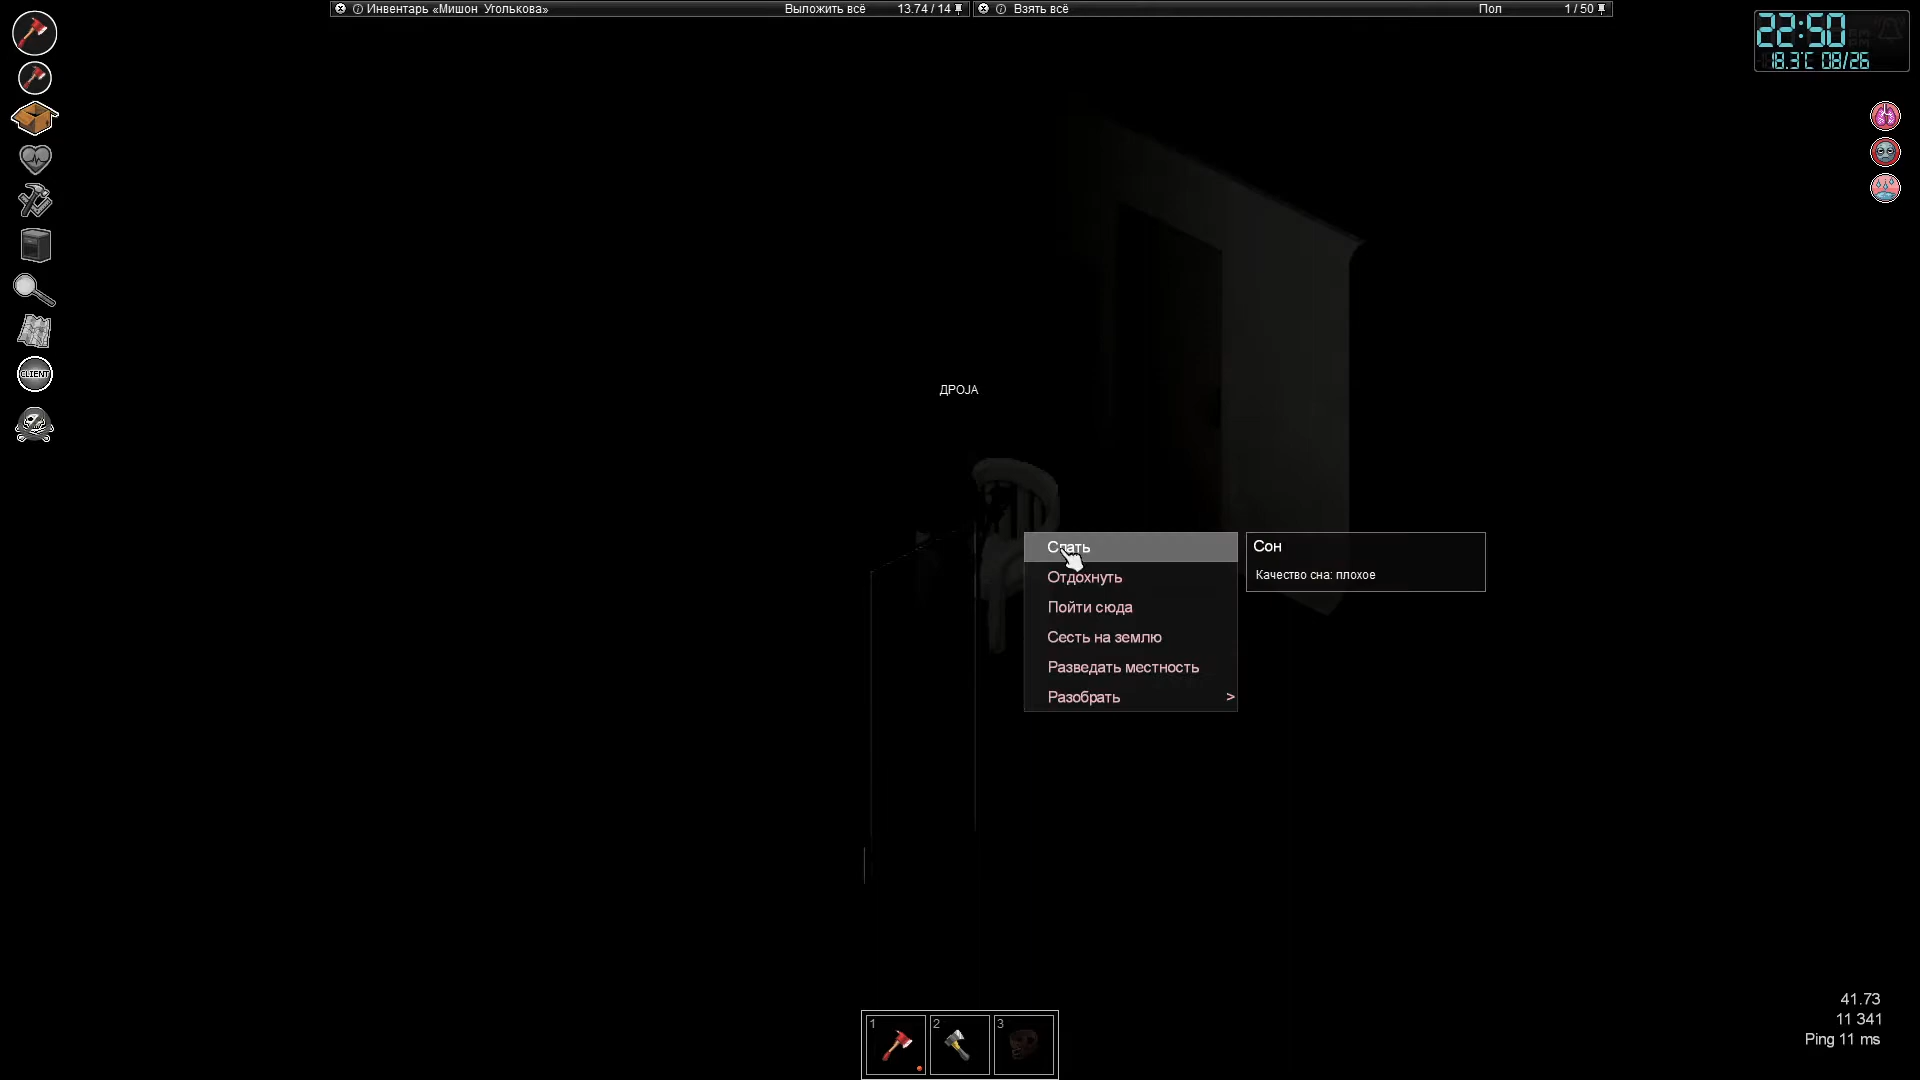 Инвентарь «Мишон Уголькова» Выложить всё 13.74 / 14
Взять всё Пол 1 / 50
22:50
18.3°C 08/26
CLIENT
ДРОJA
Спать
Отдохнуть
Пойти сюда
Сесть на землю
Разведать местность
Разобрать >
Сон
Качество сна: плохое
1
2
3
41.73
11 341
Ping 11 ms